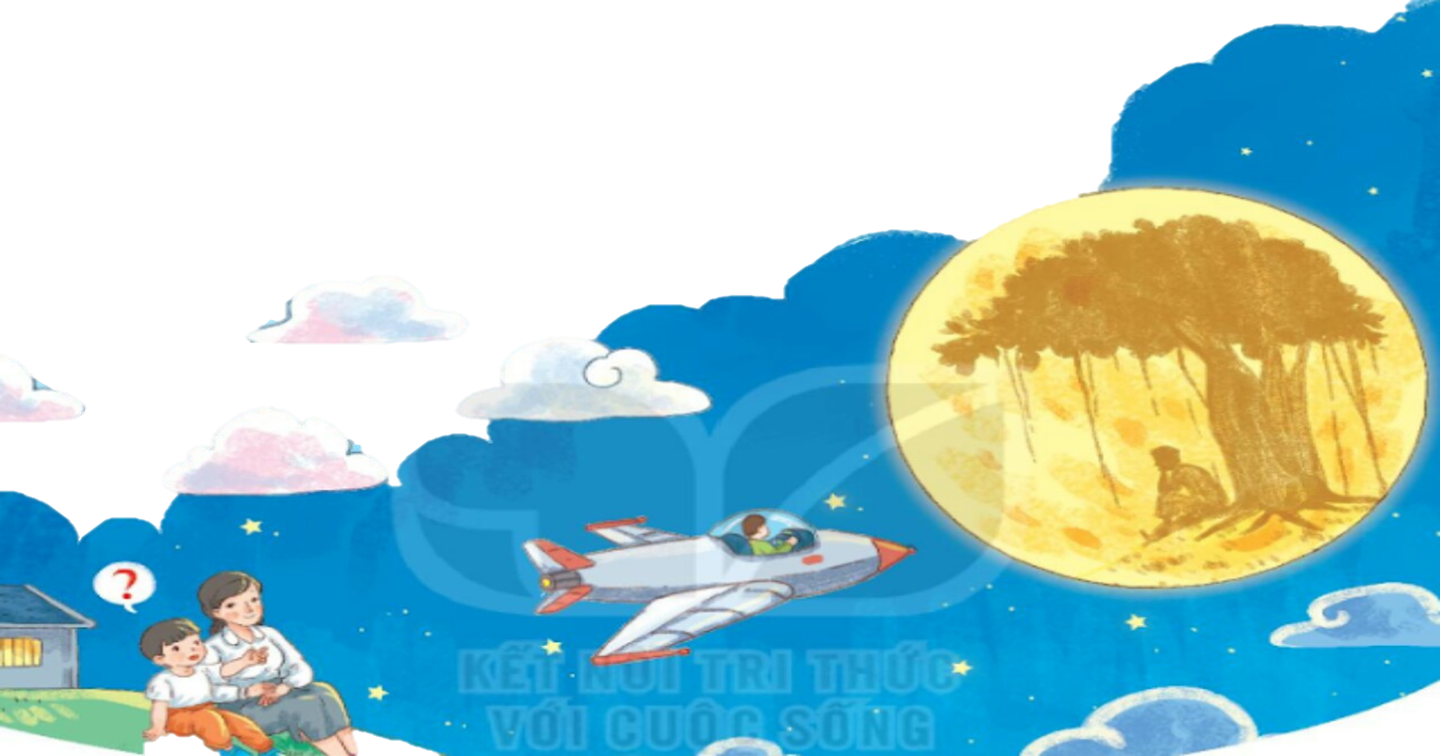 ?
KẾT NỐI TRI THỨC
VỚI CUỘC SỐNG